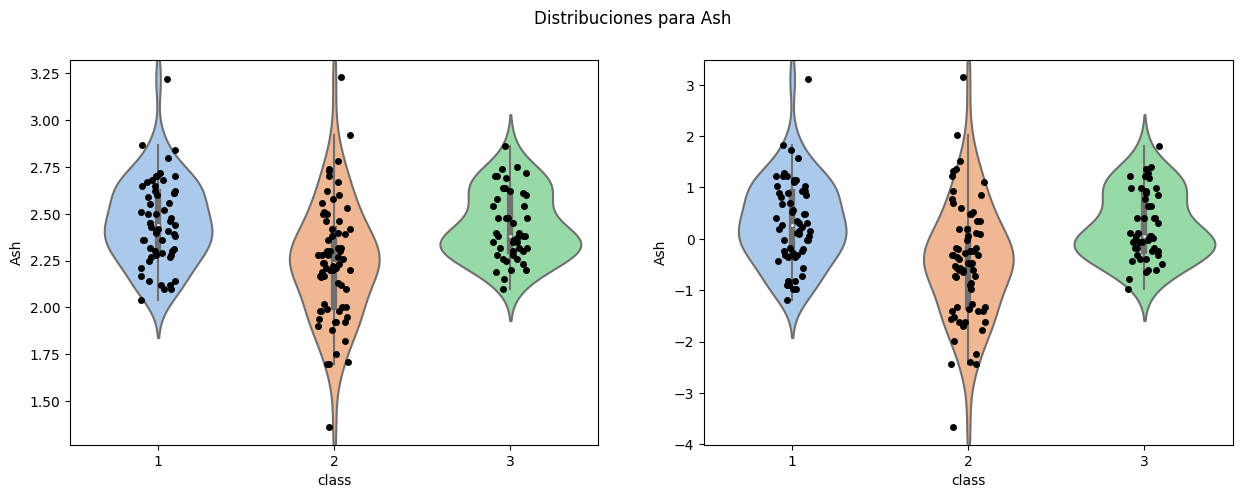 Distribuciones para Ash
3.25
3.00
2.75
2.50
2.25
2.00
1.75
1.50
Ash
1 2 3
class
3
2
1
0
−1
−2
−3
−4
Ash
1 2 3
class